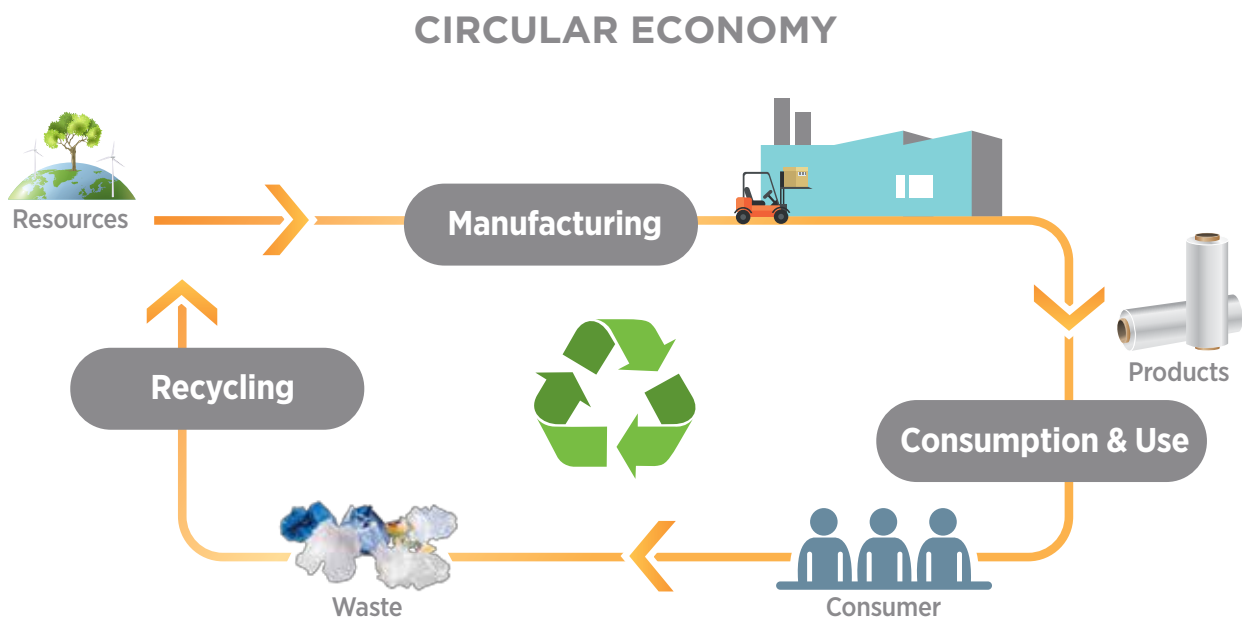 CIRCULAR ECONOMY
Resources
Manufacturing
Products
Recycling
Consumption & Use
Waste
Consumer